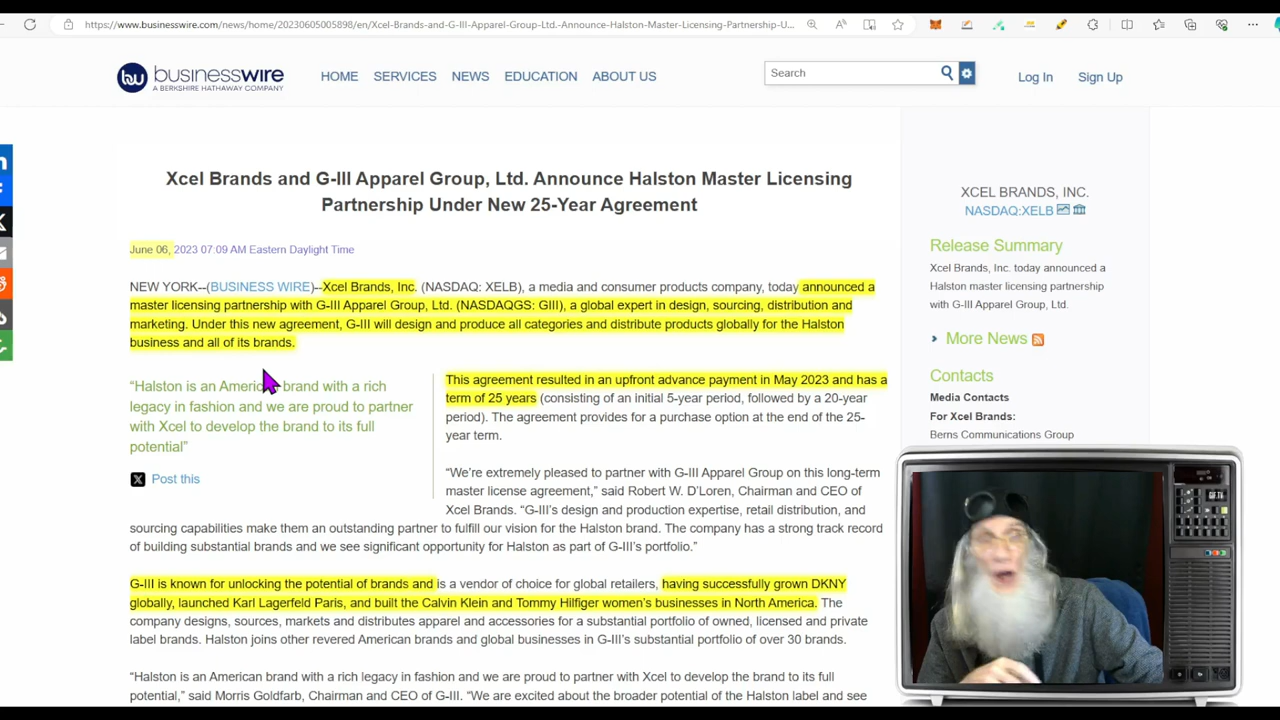 https://www.businesswire.com/news/home/20230605005898/en/Xcel-Brands-and-G-III-Apparel-Group-Ltd.-Announce-Halston-Master-Licensing-Partnership-U...
businesswire
A BERKSHIRE HATHAWAY COMPANY
HOME SERVICES NEWS EDUCATION ABOUT US
Search
Log In Sign Up
Xcel Brands and G-III Apparel Group, Ltd. Announce Halston Master Licensing
Partnership Under New 25-Year Agreement
June 06, 2023 07:09 AM Eastern Daylight Time
NEW YORK--(BUSINESS WIRE)--Xcel Brands, Inc. (NASDAQ: XELB), a media and consumer products company, today announced a
master licensing partnership with G-III Apparel Group, Ltd. (NASDAQGS: GIII), a global expert in design, sourcing, distribution and
marketing. Under this new agreement, G-III will design and produce all categories and distribute products globally for the Halston
business and all of its brands.
“Halston is an American brand with a rich
legacy in fashion and we are proud to partner
with Xcel to develop the brand to its full
potential”
Post this
This agreement resulted in an upfront advance payment in May 2023 and has a
term of 25 years (consisting of an initial 5-year period, followed by a 20-year
period). The agreement provides for a purchase option at the end of the 25-
year term.
“We’re extremely pleased to partner with G-III Apparel Group on this long-term
master license agreement,” said Robert W. D’Loren, Chairman and CEO of
Xcel Brands. “G-III’s design and production expertise, retail distribution, and
sourcing capabilities make them an outstanding partner to fulfill our vision for the Halston brand. The company has a strong track record
of building substantial brands and we see significant opportunity for Halston as part of G-III’s portfolio.”
G-III is known for unlocking the potential of brands and is a vendor of choice for global retailers, having successfully grown DKNY
globally, launched Karl Lagerfeld Paris, and built the Calvin Klein and Tommy Hilfiger women’s businesses in North America. The
company designs, sources, markets and distributes apparel and accessories for a substantial portfolio of owned, licensed and private
label brands. Halston joins other revered American brands and global businesses in G-III’s substantial portfolio of over 30 brands.
“Halston is an American brand with a rich legacy in fashion and we are proud to partner with Xcel to develop the brand to its full
potential,” said Morris Goldfarb, Chairman and CEO of G-III. “We are excited about the broader potential of the Halston label and see
XCEL BRANDS, INC.
NASDAQ:XELB
Release Summary
Xcel Brands, Inc. today announced a
Halston master licensing partnership
with G-III Apparel Group, Ltd.
More News
Contacts
Media Contacts
For Xcel Brands:
Berns Communications Group